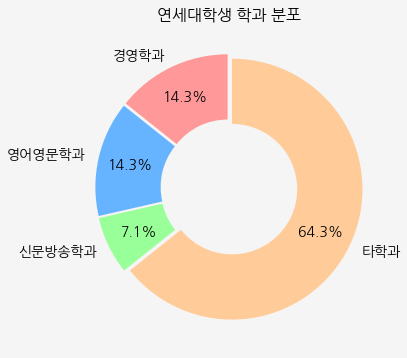 연세대학생 학과 분포
경영학과
14.3%
영어영문학과
14.3%
신문방송학과
7.1%
64.3%
타학과